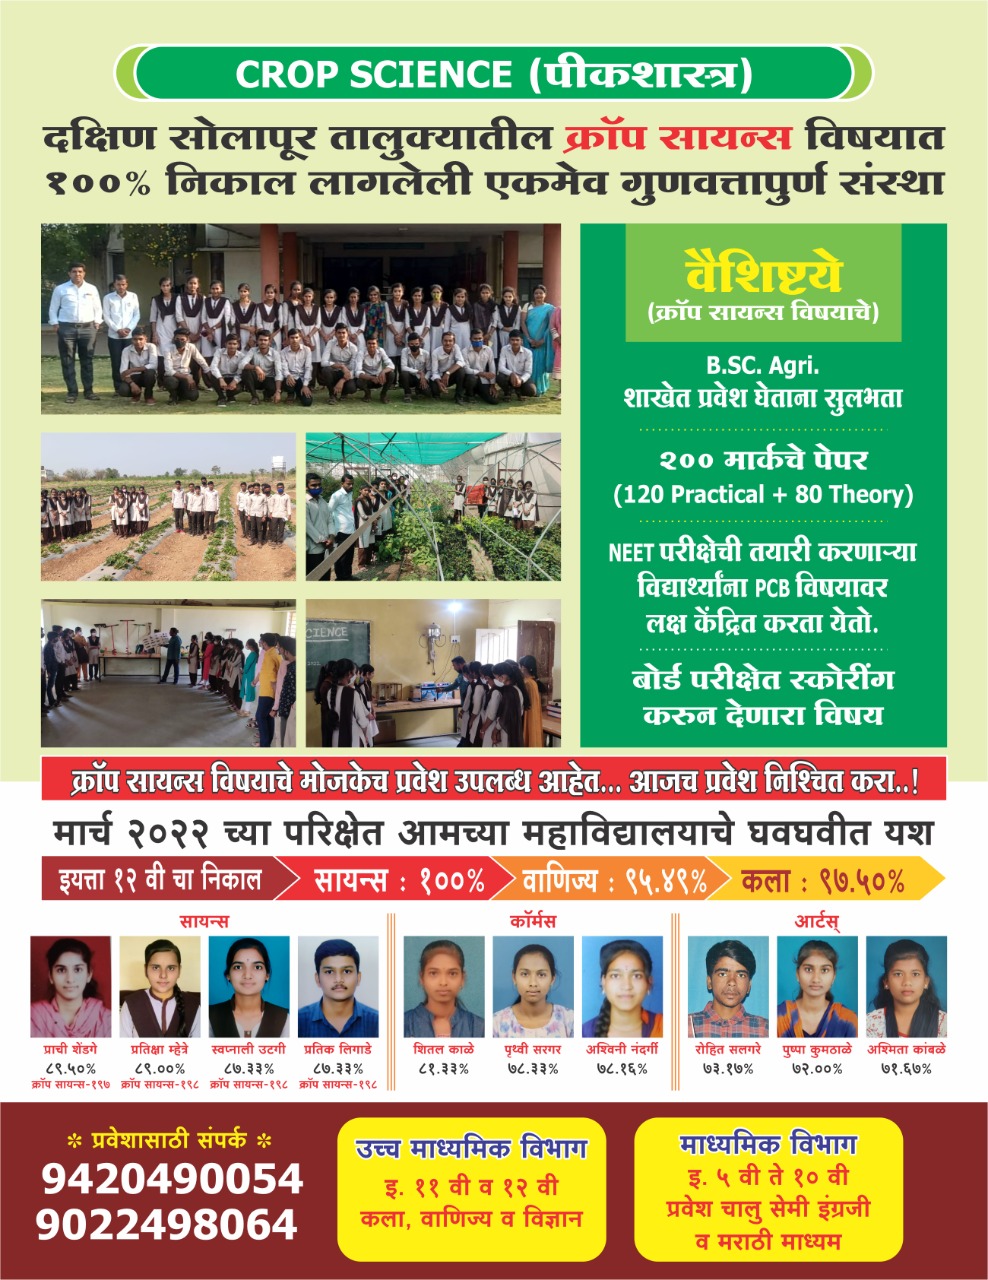 CROP SCIENCE (पीकशास्त्र)
दक्षिण सोलापूर तालुक्यातील क्रॉप सायन्स विषयात
१००% निकाल लागलेली एकमेव गुणवत्तापुर्ण संस्था
वैशिष्टये
(क्रॉप सायन्स विषयाचे)
B.SC. Agri.
शाखेत प्रवेश घेताना सुलभता
२०० मार्कचे पेपर
(120 Practical + 80 Theory)
NEET परीक्षेची तयारी करणाऱ्या
विद्यार्थ्यांना PCB विषयावर
लक्ष केंद्रित करता येतो.
बोर्ड परीक्षेत स्कोरींग
करुन देणारा विषय
CIENCE
क्रॉप सायन्स विषयाचे मोजकेच प्रवेश उपलब्ध आहेत... आजच प्रवेश निश्चित करा..!
मार्च २०२२ च्या परिक्षेत आमच्या महाविद्यालयाचे घवघवीत यश
इयत्ता १२ वी चा निकाल सायन्स : १००% वाणिज्य : ९५.४९% कला : ९७.५०%
सायन्स
प्राची शेंडगे प्रतिक्षा म्हेत्रे स्वप्नाली उटगी प्रतिक लिगाडे
८९.५०% ८९.००% ८७.३३% ८७.३३%
क्रॉप सायन्स-१९७ क्रॉप सायन्स-१९८ क्रॉप सायन्स-१९८ क्रॉप सायन्स-१९८
कॉर्मस
शितल काळे पृथ्वी सरगर अश्विनी नंदर्गी
८१.३३% ७८.३३% ७८.१६%
आर्टस्
रोहित सलगरे पुष्पा कुमठाळे अश्मिता कांबळे
७३.१७% ७२.००% ७१.६७%
* प्रवेशासाठी संपर्क *
9420490054
9022498064
उच्च माध्यमिक विभाग
इ. ११ वी व १२ वी
कला, वाणिज्य व विज्ञान
माध्यमिक विभाग
इ. ५ वी ते १० वी
प्रवेश चालु सेमी इंग्रजी
व मराठी माध्यम